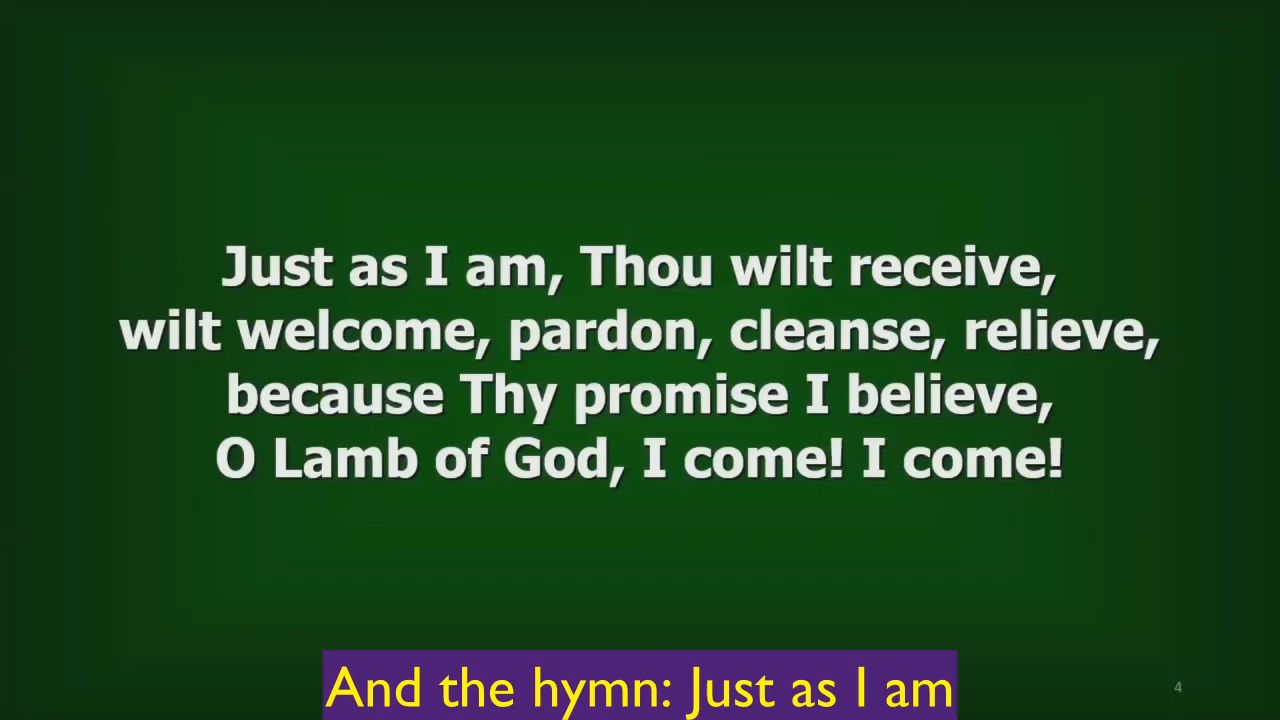 Just as I am, Thou wilt receive,
wilt welcome, pardon, cleanse, relieve,
because Thy promise I believe,
O Lamb of God, I come! I come!
And the hymn: Just as I am
4